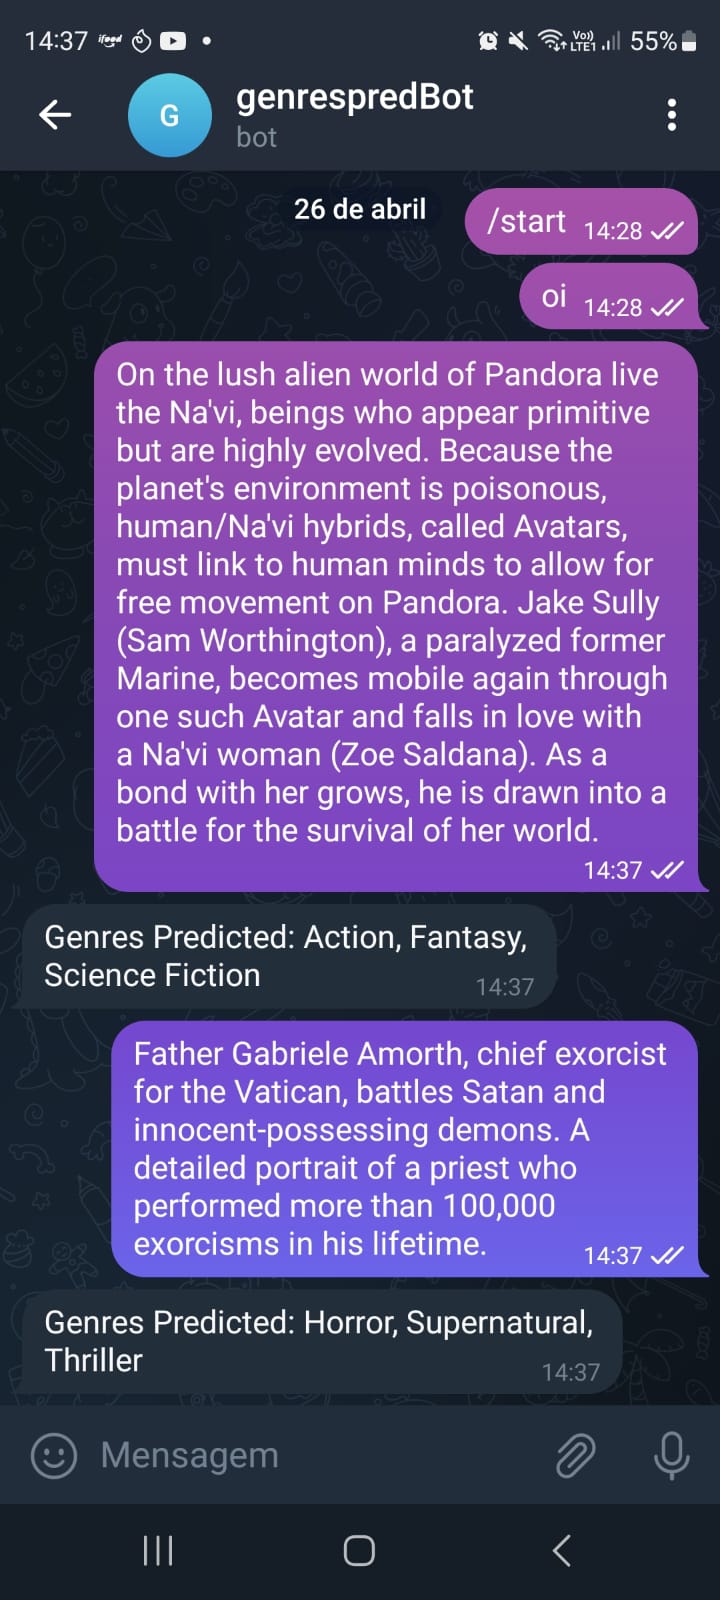 14:37 ifood 55%
Vo))
LTE1
G
genrespredBot
bot
26 de abril
/start 14:28
oi 14:28
On the lush alien world of Pandora live
the Na'vi, beings who appear primitive
but are highly evolved. Because the
planet's environment is poisonous,
human/Na'vi hybrids, called Avatars,
must link to human minds to allow for
free movement on Pandora. Jake Sully
(Sam Worthington), a paralyzed former
Marine, becomes mobile again through
one such Avatar and falls in love with
a Na'vi woman (Zoe Saldana). As a
bond with her grows, he is drawn into a
battle for the survival of her world.
14:37
Genres Predicted: Action, Fantasy,
Science Fiction 14:37
Father Gabriele Amorth, chief exorcist
for the Vatican, battles Satan and
innocent-possessing demons. A
detailed portrait of a priest who
performed more than 100,000
exorcisms in his lifetime. 14:37
Genres Predicted: Horror, Supernatural,
Thriller 14:37
Mensagem